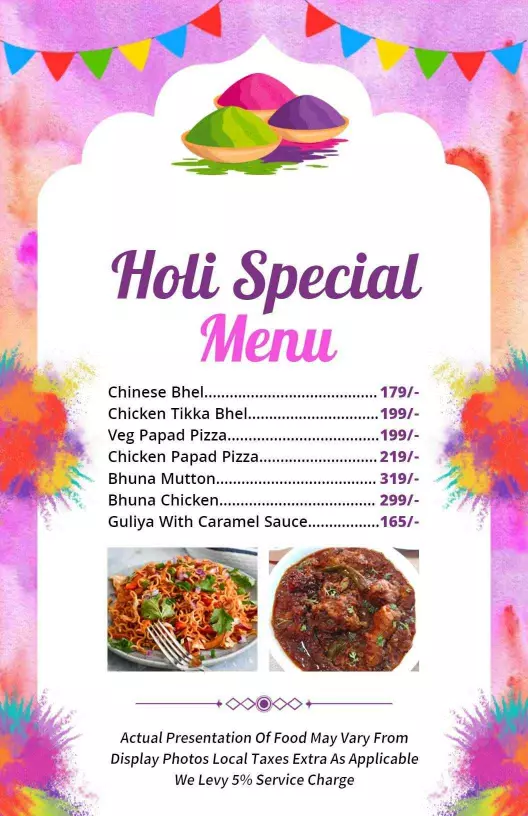 Holi Special
Menu
Chinese Bhel......................................... 179/-
Chicken Tikka Bhel...............................199/-
Veg Papad Pizza....................................199/-
Chicken Papad Pizza............................219/-
Bhuna Mutton...................................... 319/-
Bhuna Chicken..................................... 299/-
Guliya With Caramel Sauce.................165/-
Actual Presentation Of Food May Vary From
Display Photos Local Taxes Extra As Applicable
We Levy 5% Service Charge